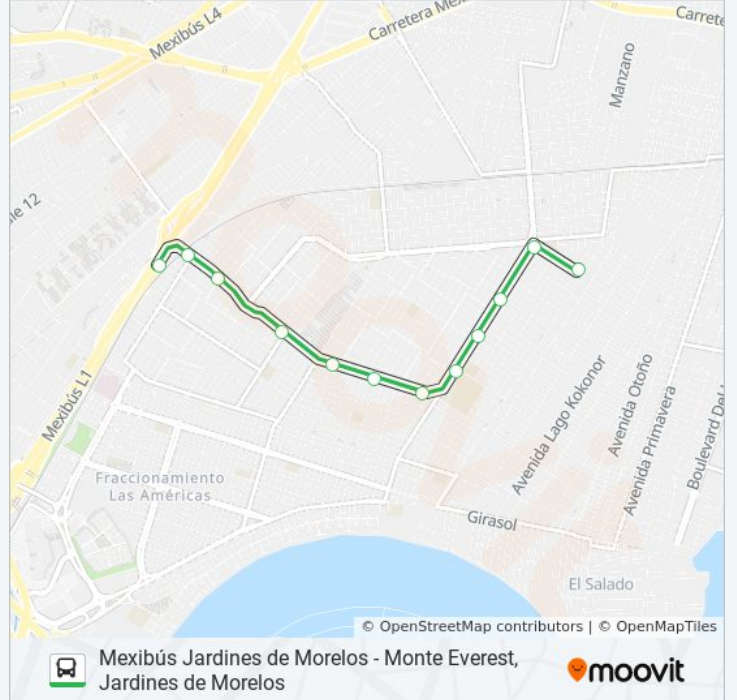 Mexibús L4
Carretera Mex
Carrete
Manzano
le 12
Mexibús L1
Avenida Lago Kokonor
Avenida Otoño
Avenida Primavera
Boulevard Del
Fraccionamiento
Las Américas
Girasol
El Salado
© OpenStreetMap contributors | © OpenMapTiles
Mexibús Jardines de Morelos - Monte Everest,
Jardines de Morelos
moovit